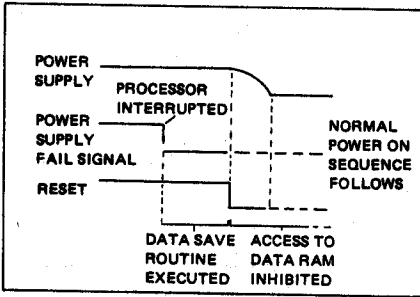 POWER
SUPPLY
PROCESSOR
INTERRUPTED
POWER
SUPPLY
FAIL SIGNAL
NORMAL
POWER ON
SEQUENCE
FOLLOWS
RESET
DATA SAVE
ROUTINE
EXECUTED
ACCESS TO
DATA RAM
INHIBITED